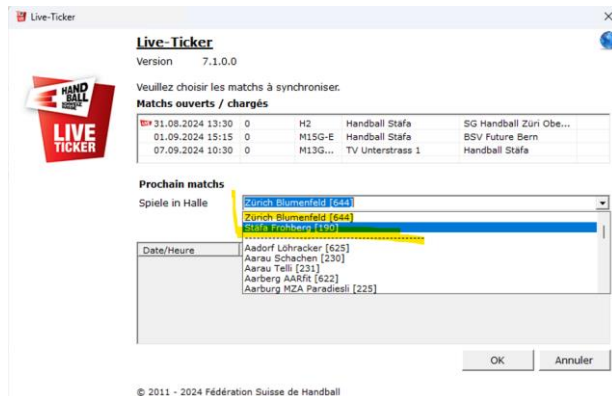 Live-Ticker
Live-Ticker
Version 7.1.0.0
Veuillez choisir les matchs à synchroniser.
Matchs ouverts / chargés
31.08.2024 13:30 0 H2 Handball Stäfa SG Handball Züri Obe...
01.09.2024 15:15 0 M15G-E Handball Stäfa BSV Future Bern
07.09.2024 10:30 0 M13G... TV Unterstrass 1 Handball Stäfa
HAND
BALL
LIVE
TICKER
Prochain matchs
Spiele in Halle Zürich Blumenfeld [644]
Zürich Blumenfeld [644]
Stäfa Frohberg [190]
----------------------------------------
Date/Heure
Aadorf Löhracker [625]
Aarau Schachen [230]
Aarau Telli [231]
Aarberg AARfit [622]
Aarburg MZA Paradiesli [225]
OK Annuler
© 2011 - 2024 Fédération Suisse de Handball